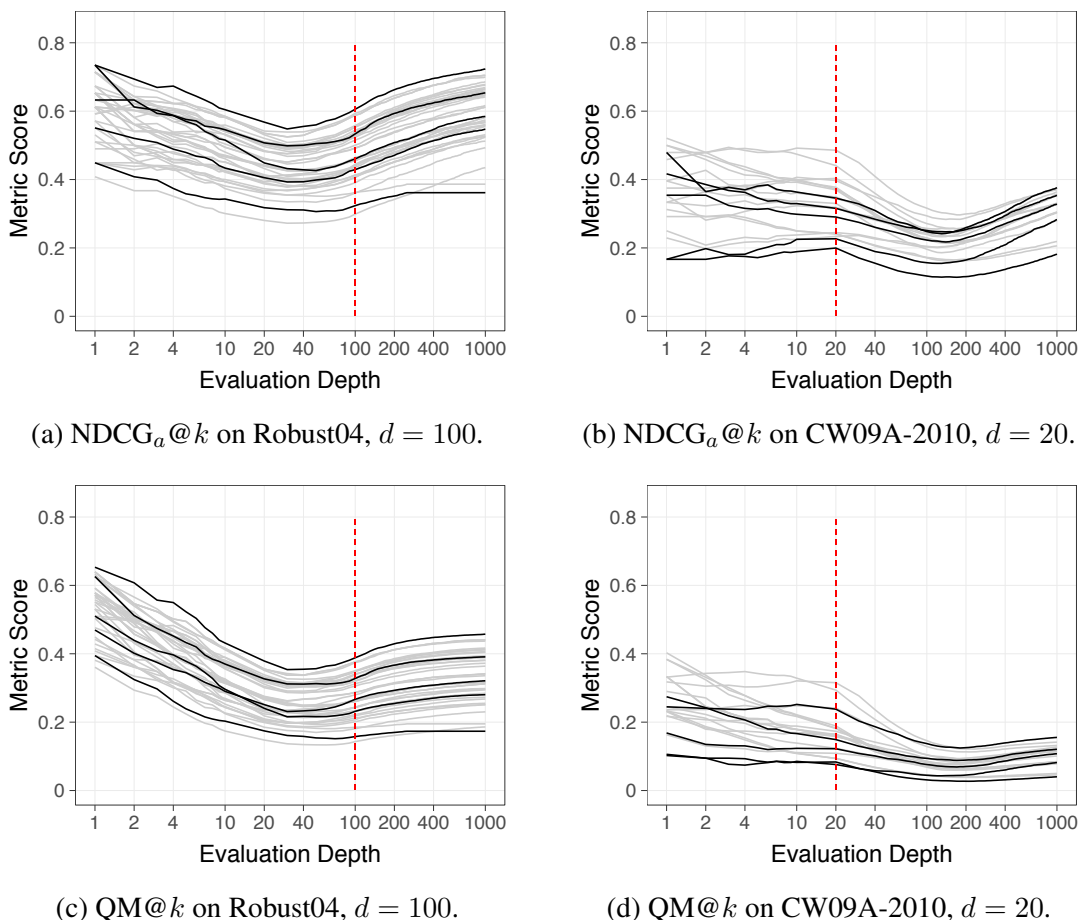 0.8
0.6
0.4
0.2
0
Metric Score
1 2 4 10 20 40 100 200 400 1000
Evaluation Depth
(a) NDCGₐ@k on Robust04, d = 100.
0.8
0.6
0.4
0.2
0
Metric Score
1 2 4 10 20 40 100 200 400 1000
Evaluation Depth
(b) NDCGₐ@k on CW09A-2010, d = 20.
0.8
0.6
0.4
0.2
0
Metric Score
1 2 4 10 20 40 100 200 400 1000
Evaluation Depth
(c) QM@k on Robust04, d = 100.
0.8
0.6
0.4
0.2
0
Metric Score
1 2 4 10 20 40 100 200 400 1000
Evaluation Depth
(d) QM@k on CW09A-2010, d = 20.